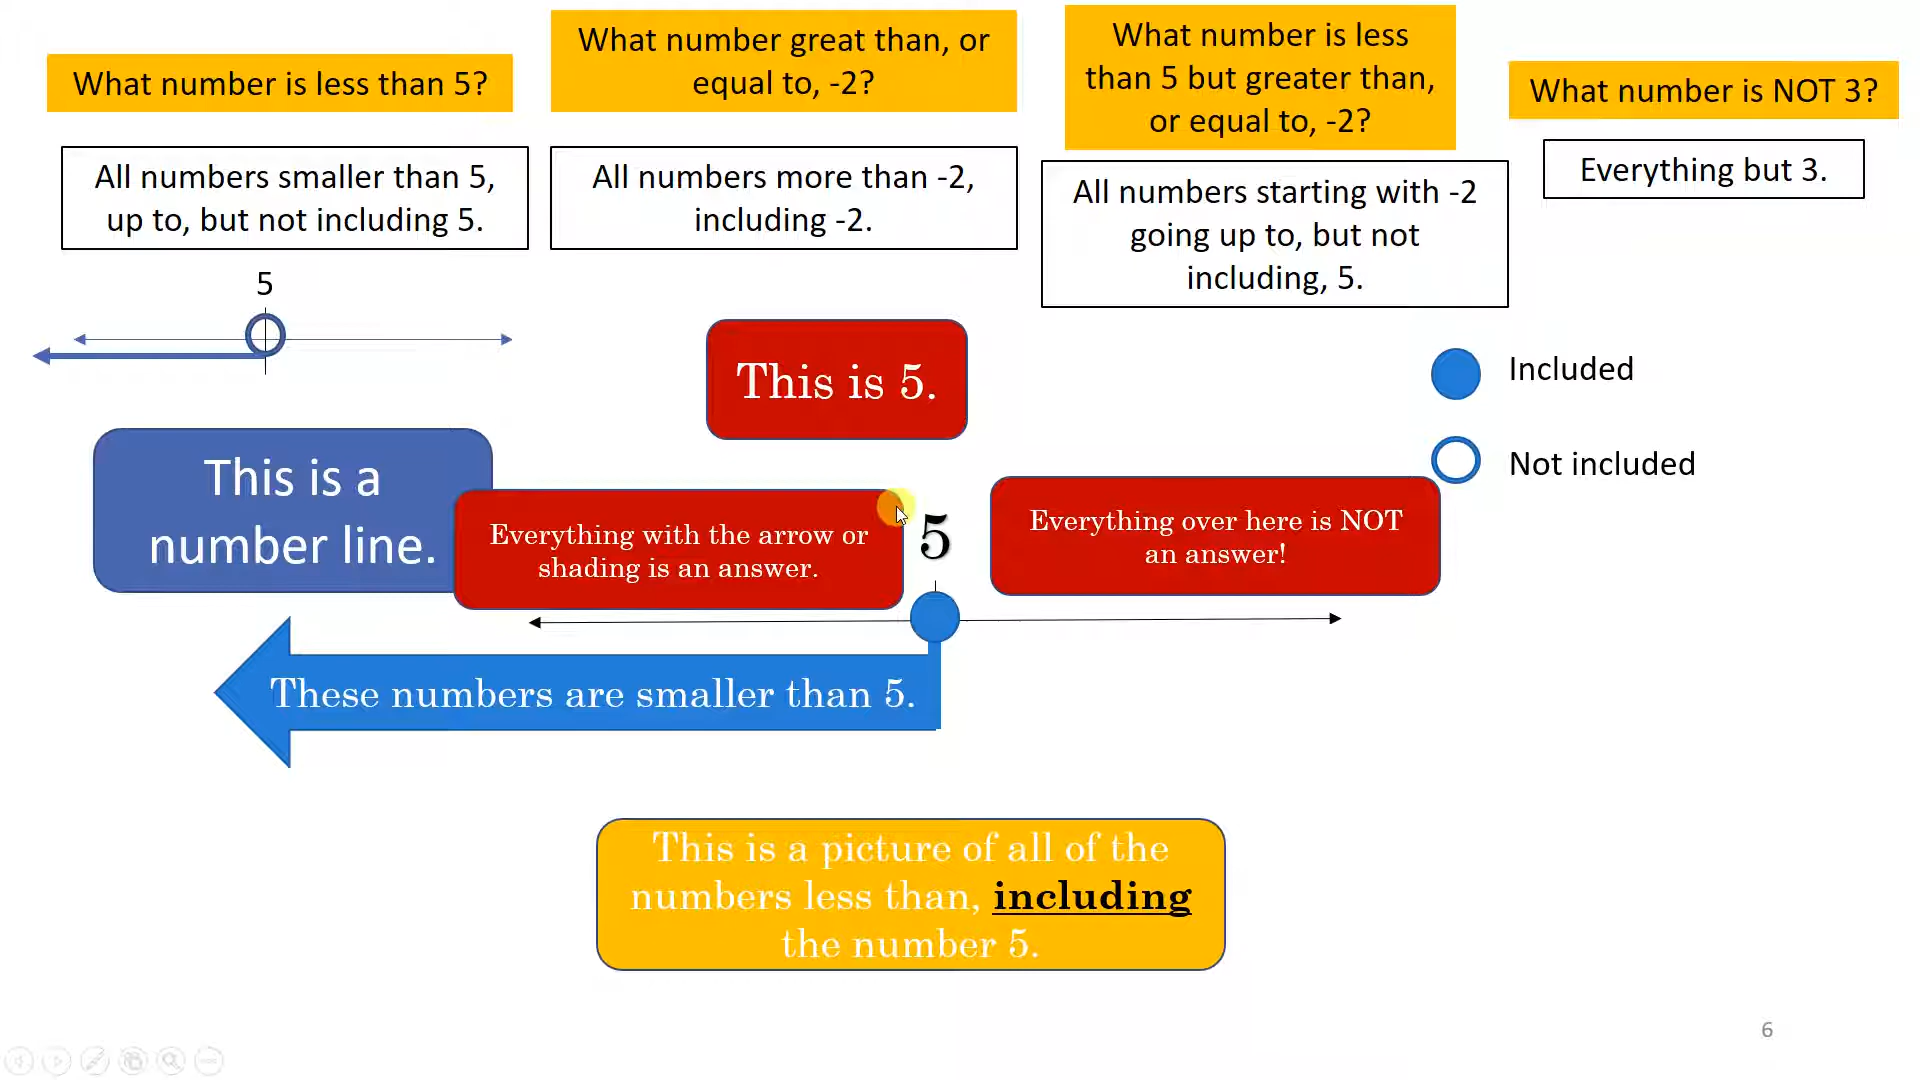 What number is less than 5?
All numbers smaller than 5,
up to, but not including 5.
5
What number great than, or
equal to, -2?
All numbers more than -2,
including -2.
What number is less
than 5 but greater than,
or equal to, -2?
All numbers starting with -2
going up to, but not
including, 5.
What number is NOT 3?
Everything but 3.
This is 5.
Included
Not included
This is a
number line.
Everything with the arrow or
shading is an answer.
5
Everything over here is NOT
an answer!
These numbers are smaller than 5.
This is a picture of all of the
numbers less than, including
the number 5.
6